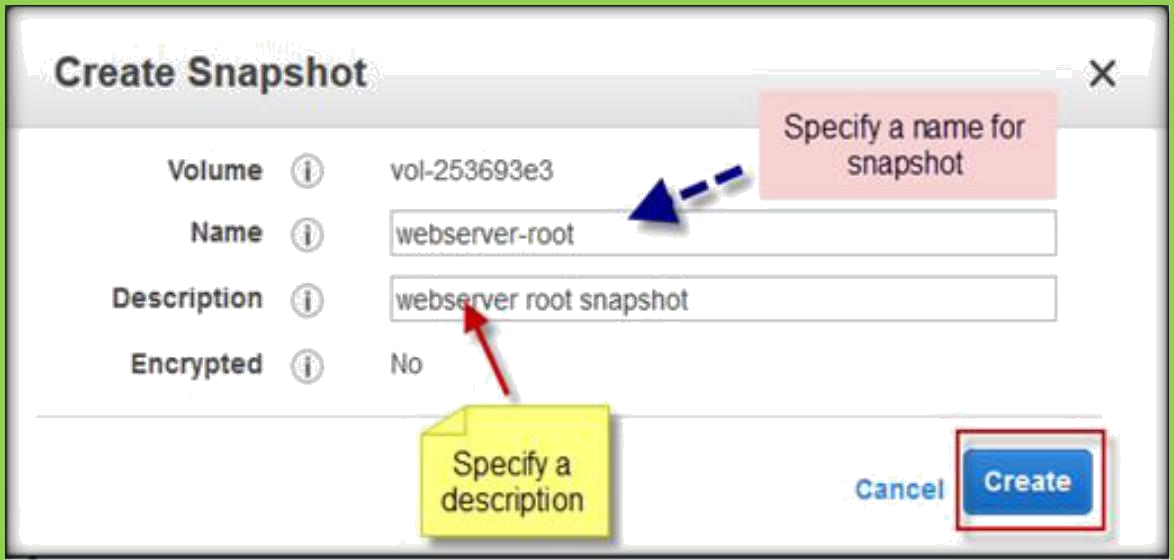 Create Snapshot
Specify a name for
snapshot
Volume vol-253693e3
Name webserver-root
Description webserver root snapshot
Encrypted No
Specify a
description
Cancel Create